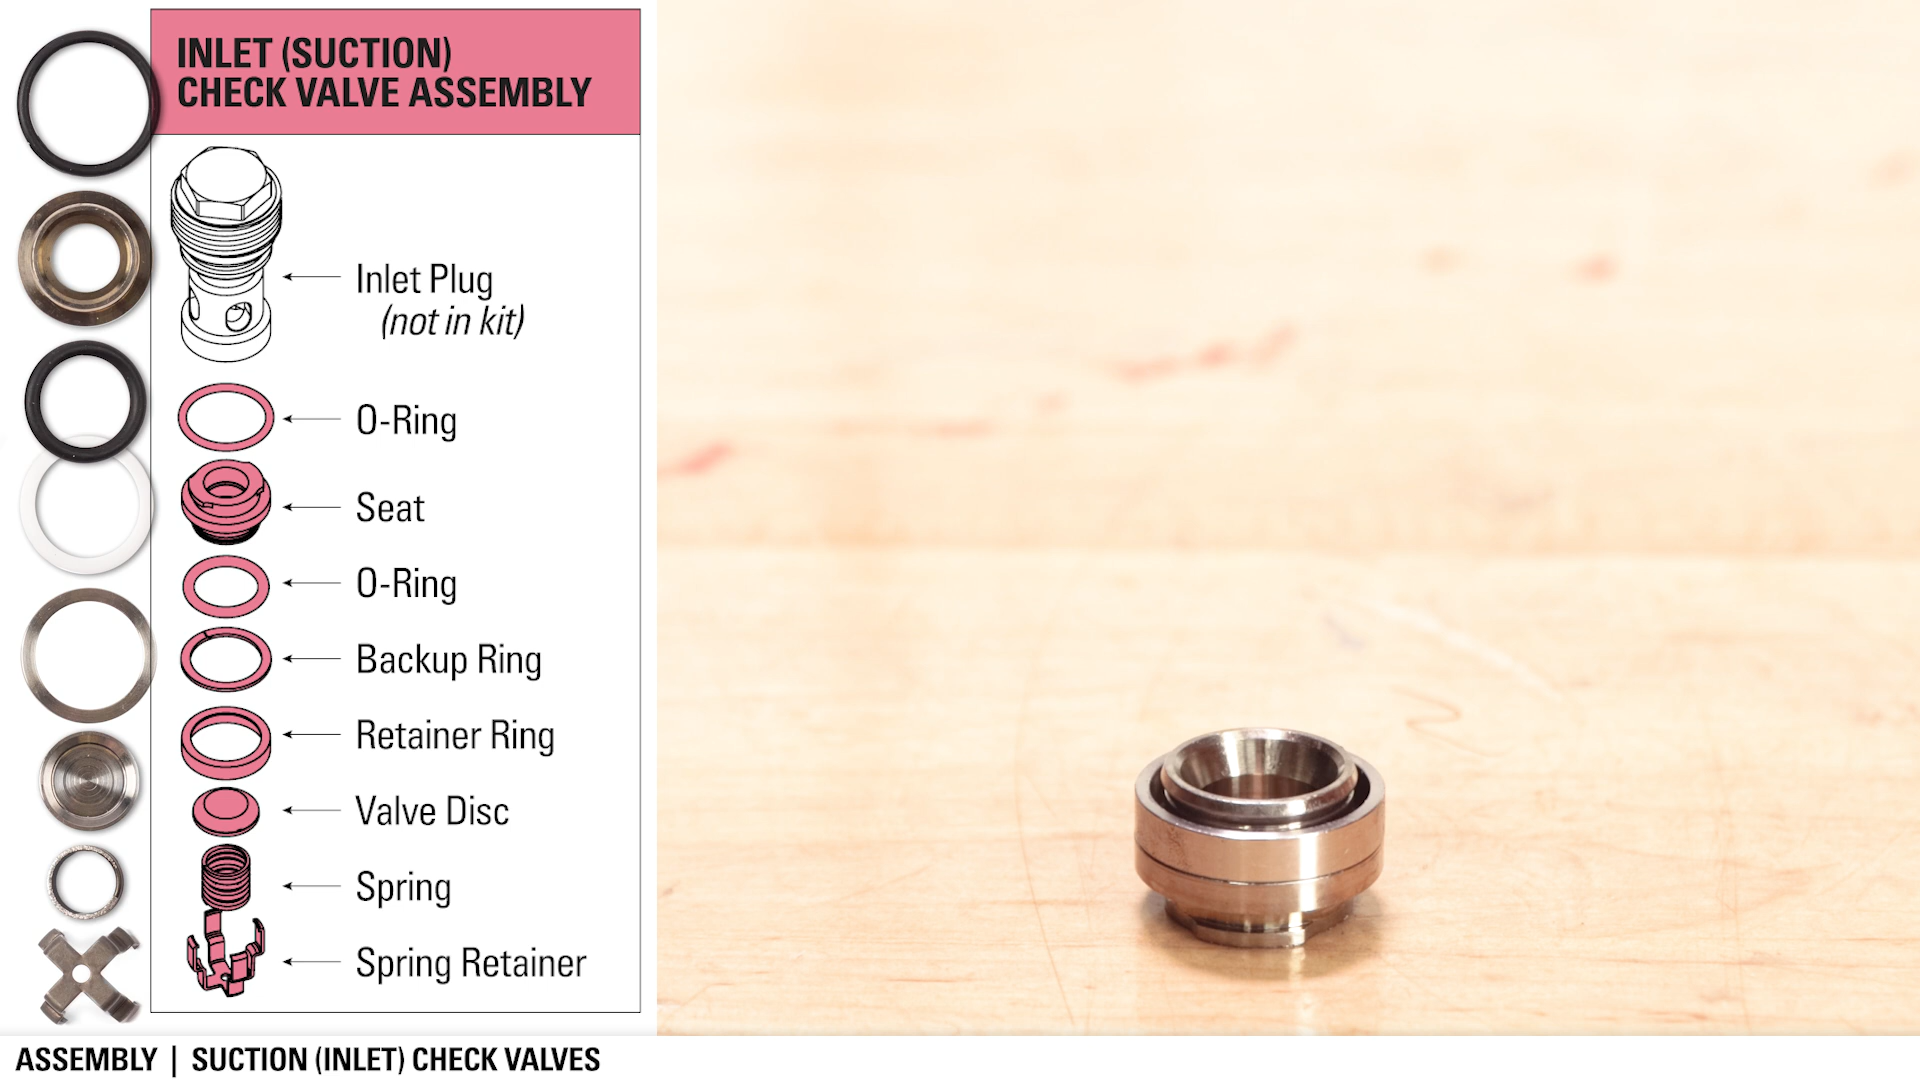 INLET (SUCTION)
CHECK VALVE ASSEMBLY
Inlet Plug
(not in kit)
O-Ring
Seat
O-Ring
Backup Ring
Retainer Ring
Valve Disc
Spring
Spring Retainer
ASSEMBLY | SUCTION (INLET) CHECK VALVES